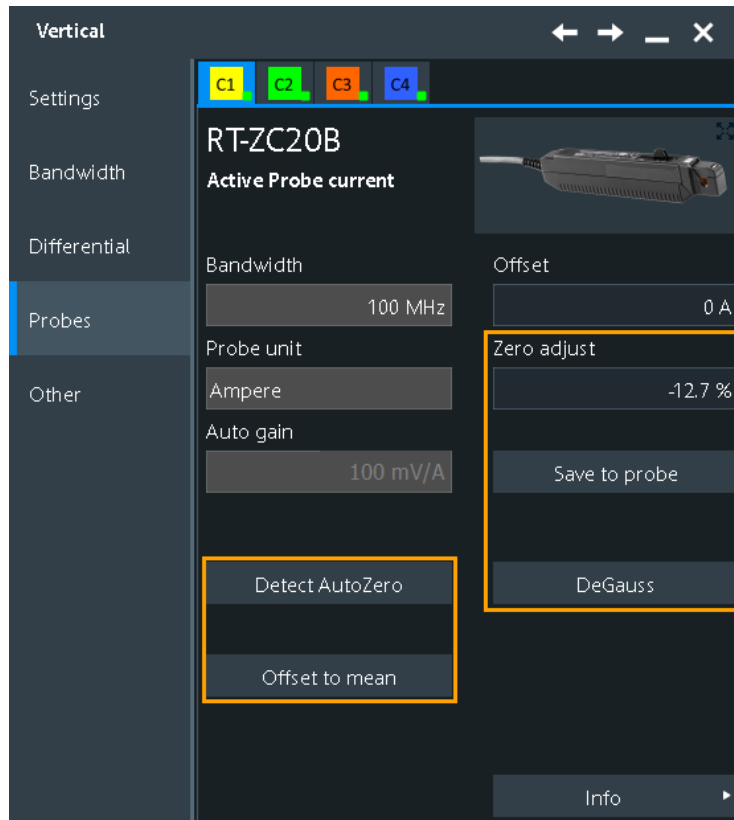 Vertical
Settings
Bandwidth
Differential
Probes
Other
C1 C2 C3 C4
RT-ZC20B
Active Probe current
Bandwidth
100 MHz
Probe unit
Ampere
Auto gain
100 mV/A
Detect AutoZero
Offset to mean
Offset
0 A
Zero adjust
-12.7 %
Save to probe
DeGauss
Info